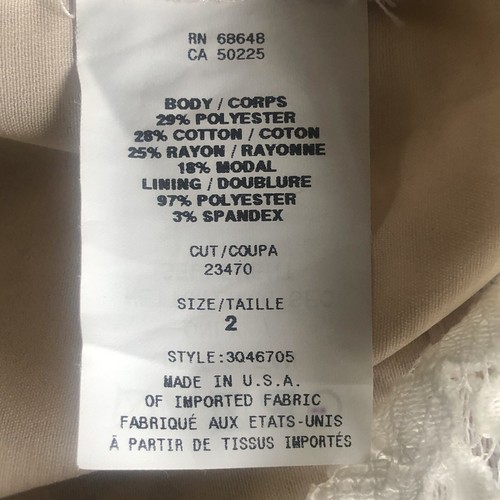 RN 68648
CA 50225
BODY / CORPS
29% POLYESTER
28% COTTON / COTON
25% RAYON / RAYONNE
18% MODAL
LINING / DOUBLURE
97% POLYESTER
3% SPANDEX
CUT/COUPA
23470
SIZE/TAILLE
2
STYLE:3Q46705
MADE IN U.S.A.
OF IMPORTED FABRIC
FABRIQUÉ AUX ETATS-UNIS
À PARTIR DE TISSUS IMPORTÉS